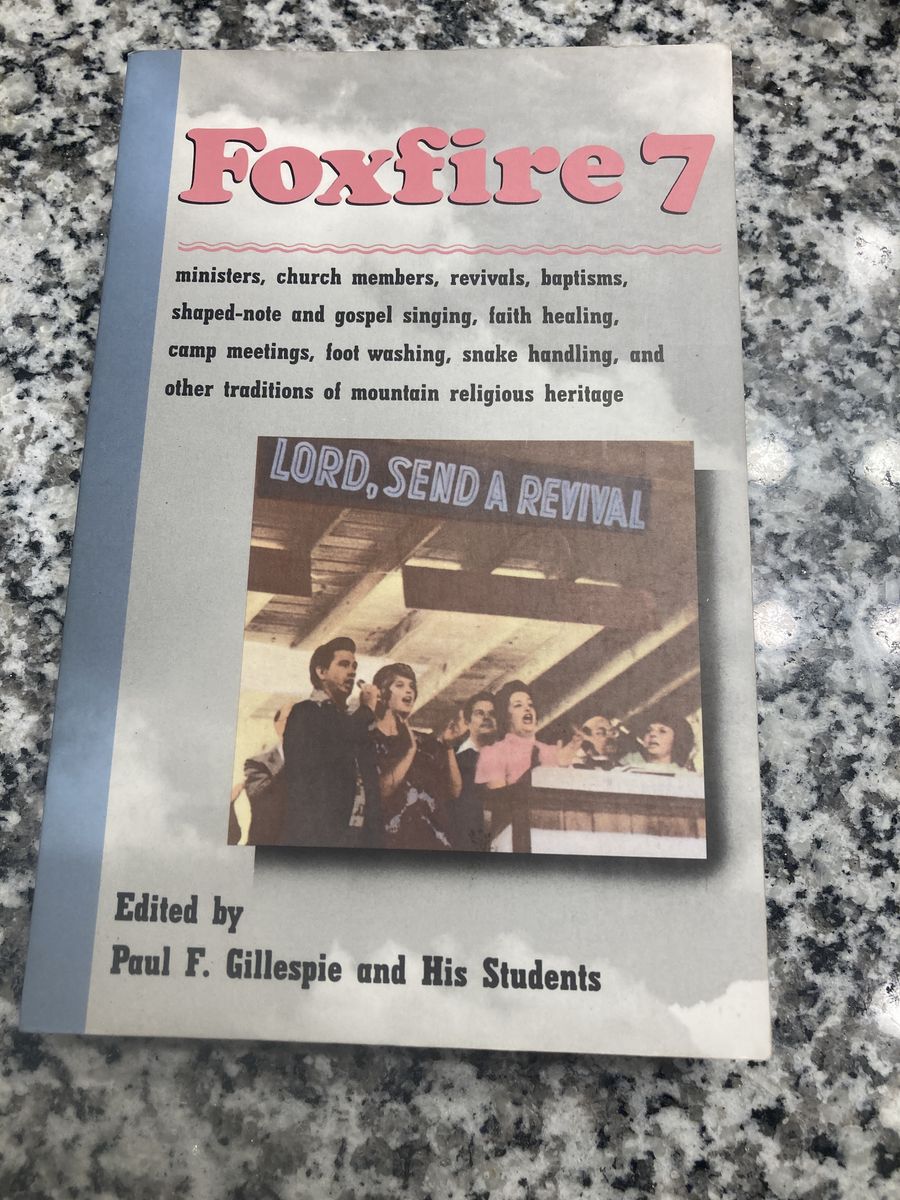 Foxfire 7
ministers, church members, revivals, baptisms,
shaped-note and gospel singing, faith healing,
camp meetings, foot washing, snake handling, and
other traditions of mountain religious heritage
LORD, SEND A REVIVAL
Edited by
Paul F. Gillespie and His Students